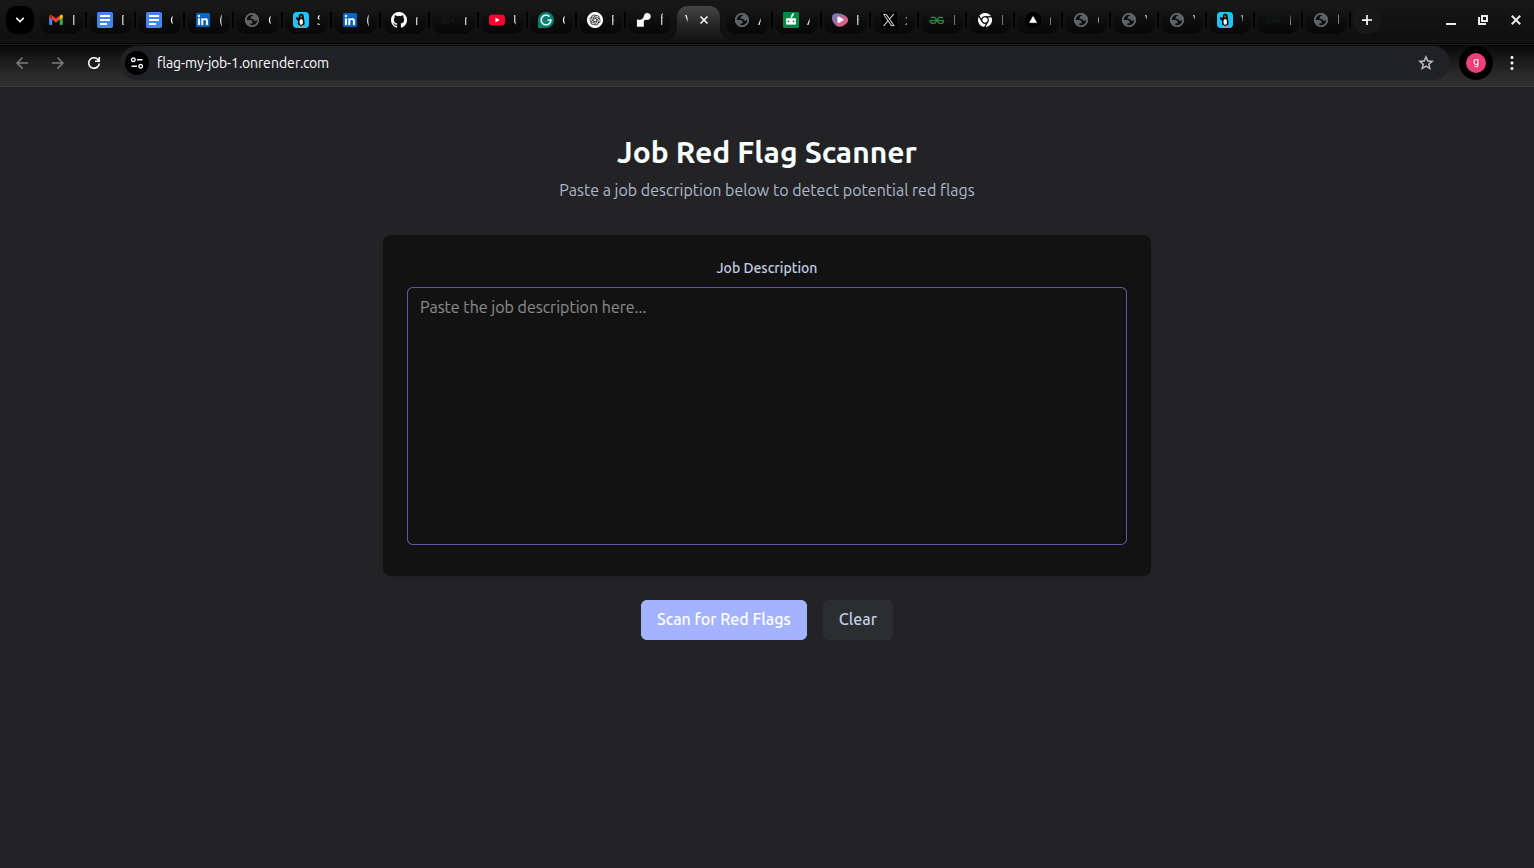 flag-my-job-1.onrender.com
g
Job Red Flag Scanner
Paste a job description below to detect potential red flags
Job Description
Paste the job description here...
Scan for Red Flags
Clear